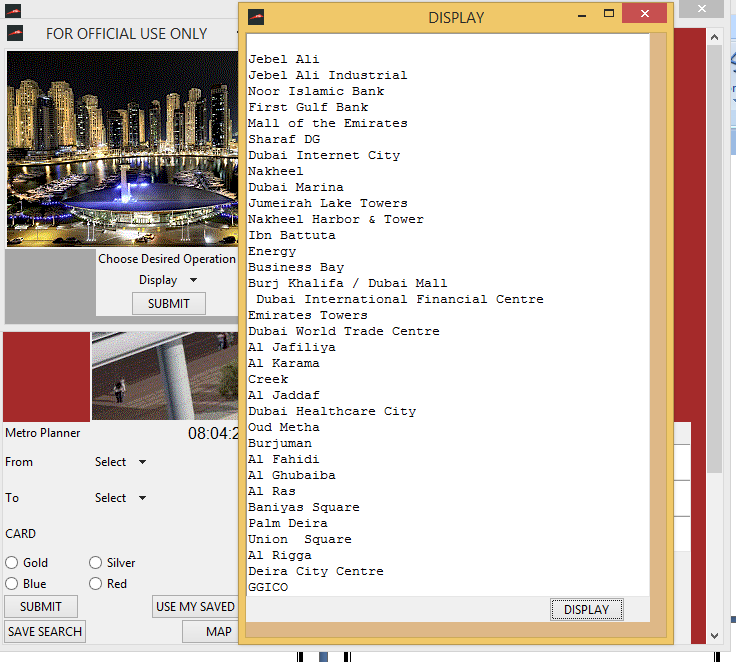 FOR OFFICIAL USE ONLY
Choose Desired Operation
Display
SUBMIT
Metro Planner
08:04:2
From Select
To Select
CARD
Gold Silver
Blue Red
SUBMIT USE MY SAVED
SAVE SEARCH MAP
DISPLAY
Jebel Ali
Jebel Ali Industrial
Noor Islamic Bank
First Gulf Bank
Mall of the Emirates
Sharaf DG
Dubai Internet City
Nakheel
Dubai Marina
Jumeirah Lake Towers
Nakheel Harbor & Tower
Ibn Battuta
Energy
Business Bay
Burj Khalifa / Dubai Mall
Dubai International Financial Centre
Emirates Towers
Dubai World Trade Centre
Al Jafiliya
Al Karama
Creek
Al Jaddaf
Dubai Healthcare City
Oud Metha
Burjuman
Al Fahidi
Al Ghubaiba
Al Ras
Baniyas Square
Palm Deira
Union  Square
Al Rigga
Deira City Centre
GGICO
DISPLAY